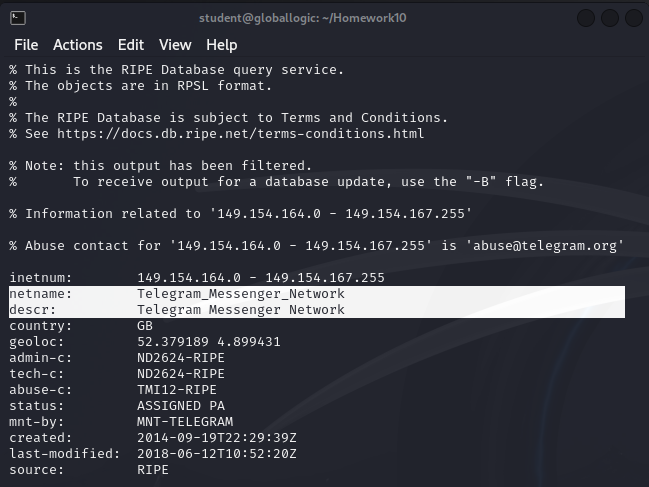 student@globallogic: ~/Homework10
File Actions Edit View Help
% This is the RIPE Database query service.
% The objects are in RPSL format.
%
% The RIPE Database is subject to Terms and Conditions.
% See https://docs.db.ripe.net/terms-conditions.html

% Note: this output has been filtered.
%       To receive output for a database update, use the "-B" flag.

% Information related to '149.154.164.0 - 149.154.167.255'

% Abuse contact for '149.154.164.0 - 149.154.167.255' is 'abuse@telegram.org'

inetnum:        149.154.164.0 - 149.154.167.255
netname:        Telegram_Messenger_Network
descr:          Telegram Messenger Network
country:        GB
geoloc:         52.379189 4.899431
admin-c:        ND2624-RIPE
tech-c:         ND2624-RIPE
abuse-c:        TMI12-RIPE
status:         ASSIGNED PA
mnt-by:         MNT-TELEGRAM
created:        2014-09-19T22:29:39Z
last-modified:  2018-06-12T10:52:20Z
source:         RIPE